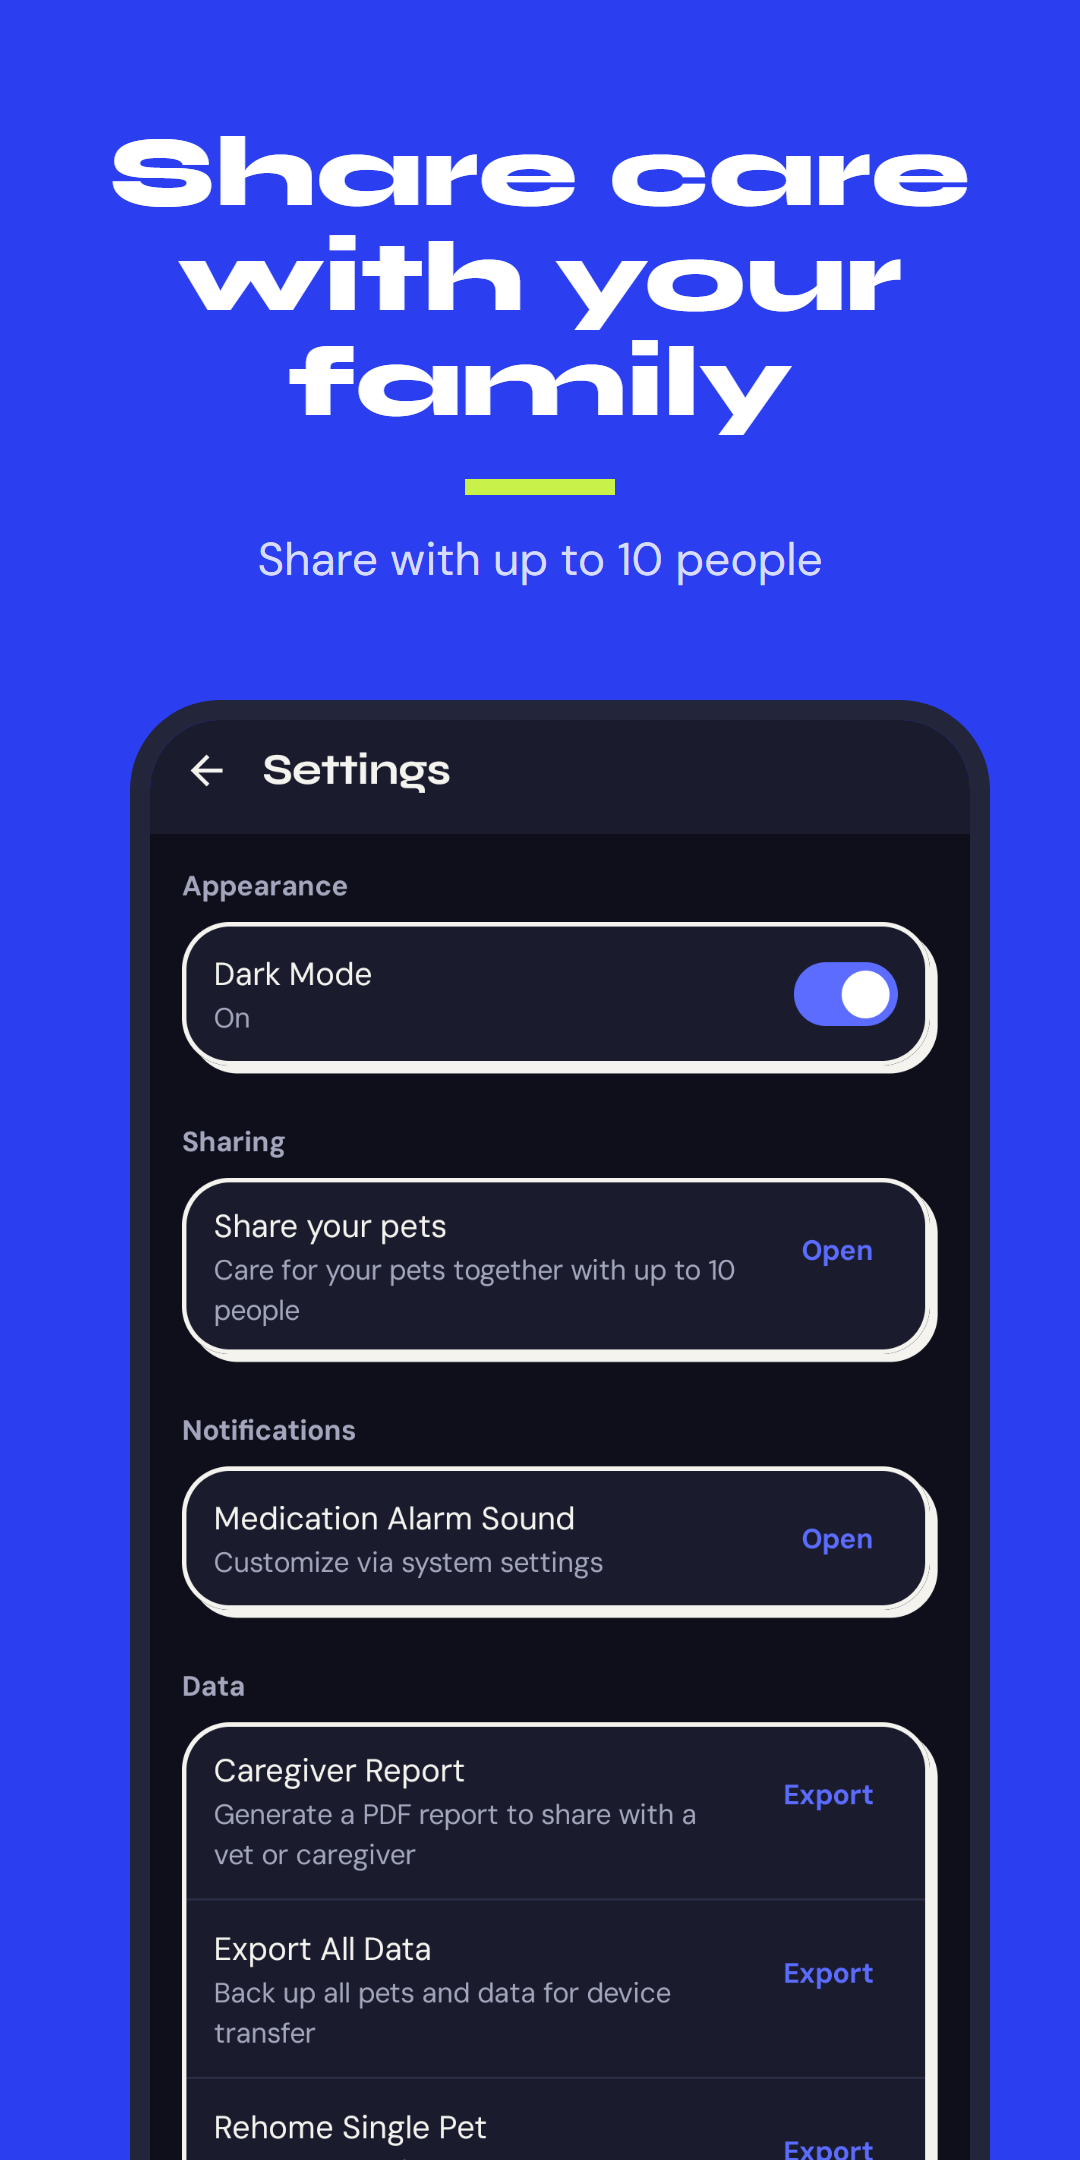 Share care
with your
family
Share with up to 10 people
Settings
Appearance
Dark Mode
On
Sharing
Share your pets
Open
Care for your pets together with up to 10
people
Notifications
Medication Alarm Sound
Open
Customize via system settings
Data
Caregiver Report
Export
Generate a PDF report to share with a
vet or caregiver
Export All Data
Export
Back up all pets and data for device
transfer
Rehome Single Pet
Export